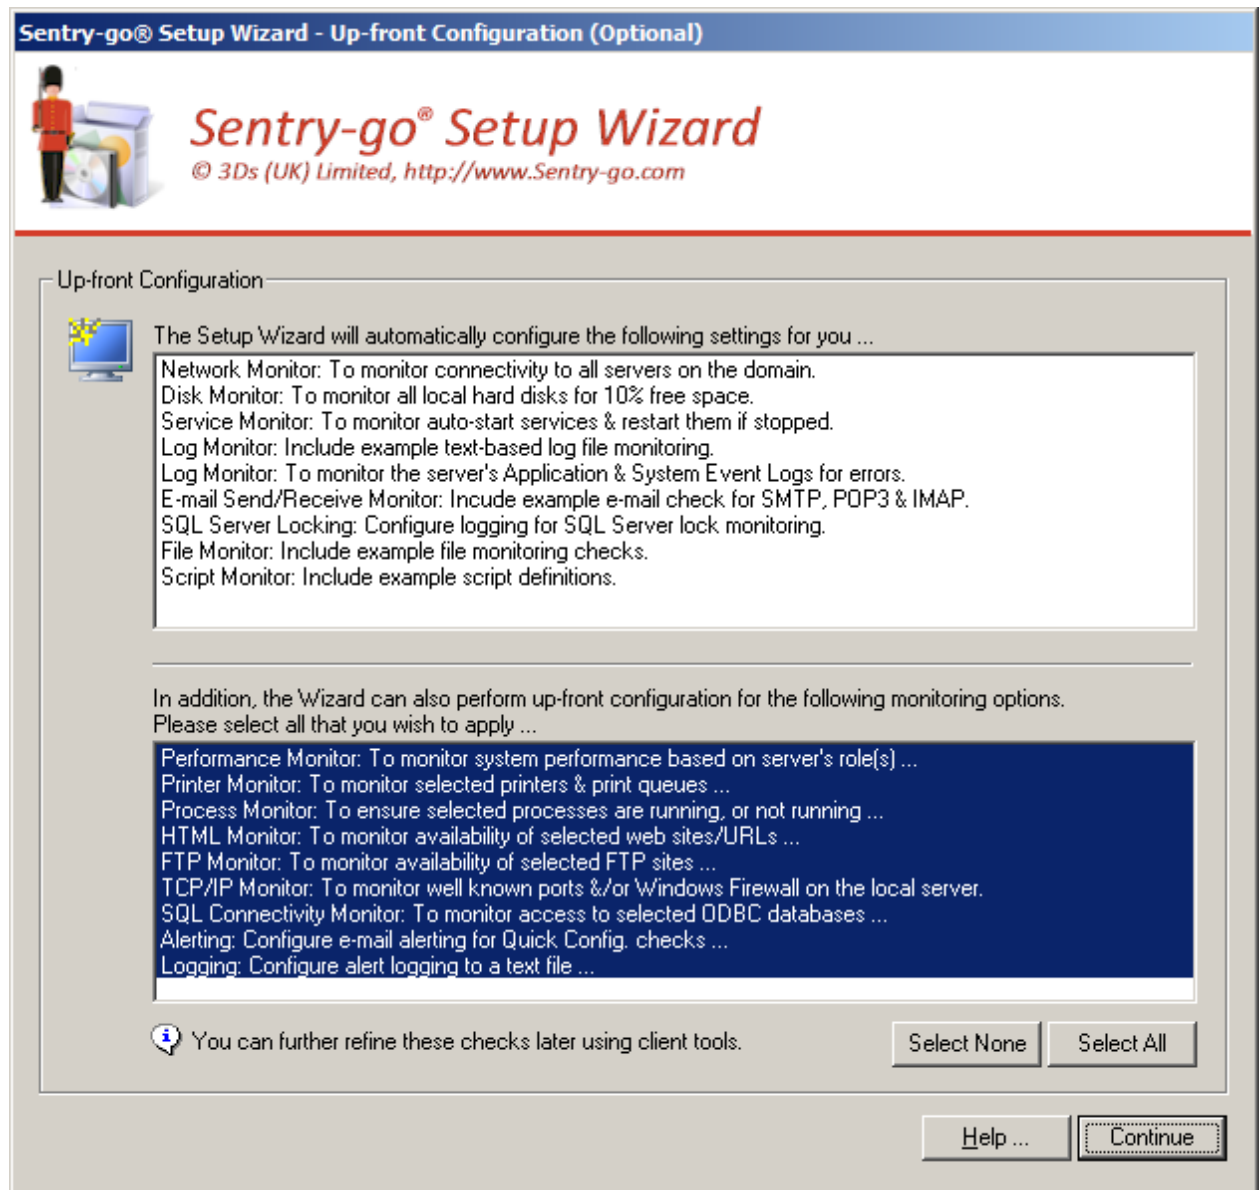 Sentry-go® Setup Wizard - Up-front Configuration (Optional)
Sentry-go® Setup Wizard
© 3Ds (UK) Limited, http://www.Sentry-go.com
Up-front Configuration
The Setup Wizard will automatically configure the following settings for you ...
Network Monitor: To monitor connectivity to all servers on the domain.
Disk Monitor: To monitor all local hard disks for 10% free space.
Service Monitor: To monitor auto-start services & restart them if stopped.
Log Monitor: Include example text-based log file monitoring.
Log Monitor: To monitor the server's Application & System Event Logs for errors.
E-mail Send/Receive Monitor: Incude example e-mail check for SMTP, POP3 & IMAP.
SQL Server Locking: Configure logging for SQL Server lock monitoring.
File Monitor: Include example file monitoring checks.
Script Monitor: Include example script definitions.
In addition, the Wizard can also perform up-front configuration for the following monitoring options.
Please select all that you wish to apply ...
Performance Monitor: To monitor system performance based on server's role(s) ...
Printer Monitor: To monitor selected printers & print queues ...
Process Monitor: To ensure selected processes are running, or not running ...
HTML Monitor: To monitor availability of selected web sites/URLs ...
FTP Monitor: To monitor availability of selected FTP sites ...
TCP/IP Monitor: To monitor well known ports &/or Windows Firewall on the local server.
SQL Connectivity Monitor: To monitor access to selected ODBC databases ...
Alerting: Configure e-mail alerting for Quick Config. checks ...
Logging: Configure alert logging to a text file ...
You can further refine these checks later using client tools.
Select None
Select All
Help ...
Continue